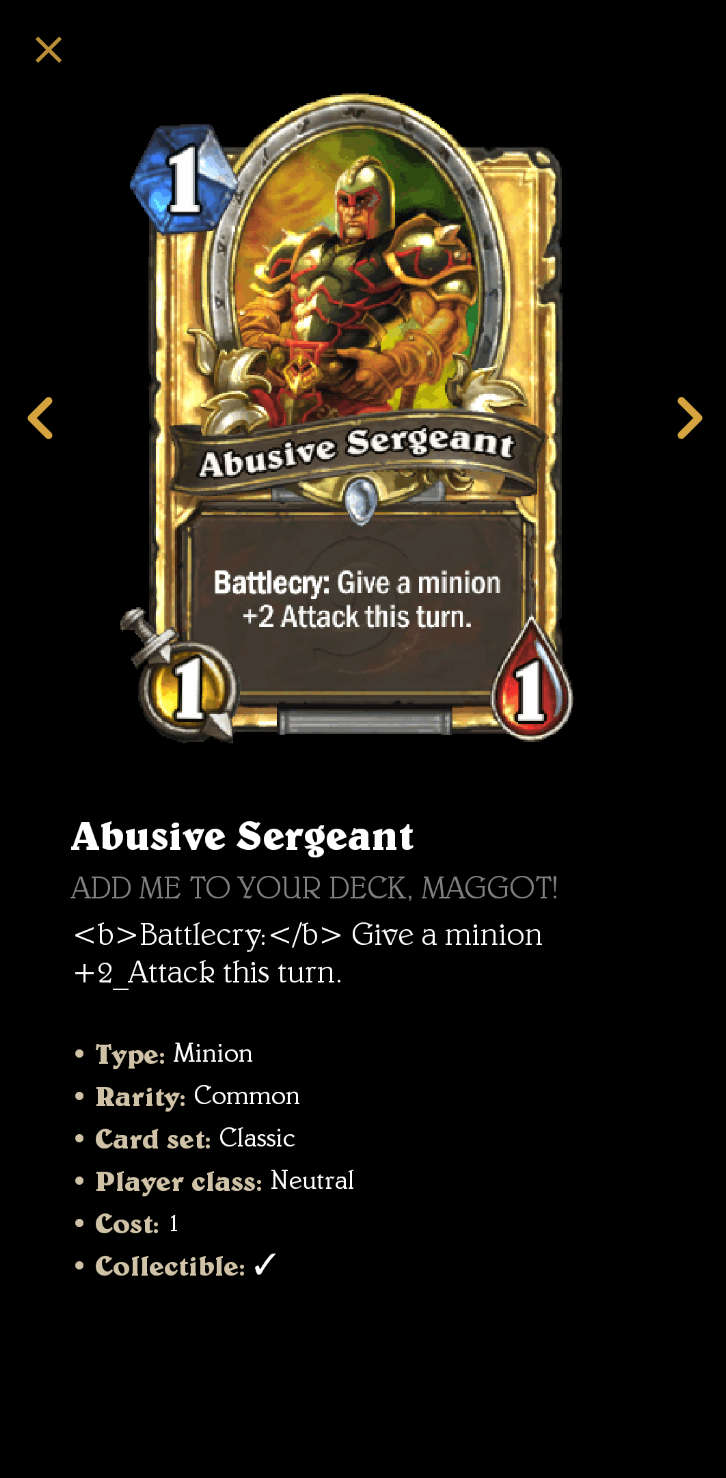 1
Abusive Sergeant
Battlecry: Give a minion
+2 Attack this turn.
1
1
Abusive Sergeant
ADD ME TO YOUR DECK, MAGGOT!
<b>Battlecry:</b> Give a minion
+2_Attack this turn.
• Type: Minion
• Rarity: Common
• Card set: Classic
• Player class: Neutral
• Cost: 1
• Collectible: ✓